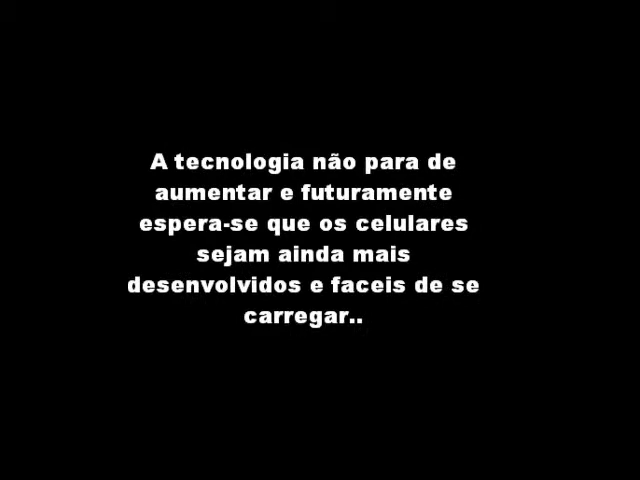 A tecnologia não para de
aumentar e futuramente
espera-se que os celulares
sejam ainda mais
desenvolvidos e faceis de se
carregar..